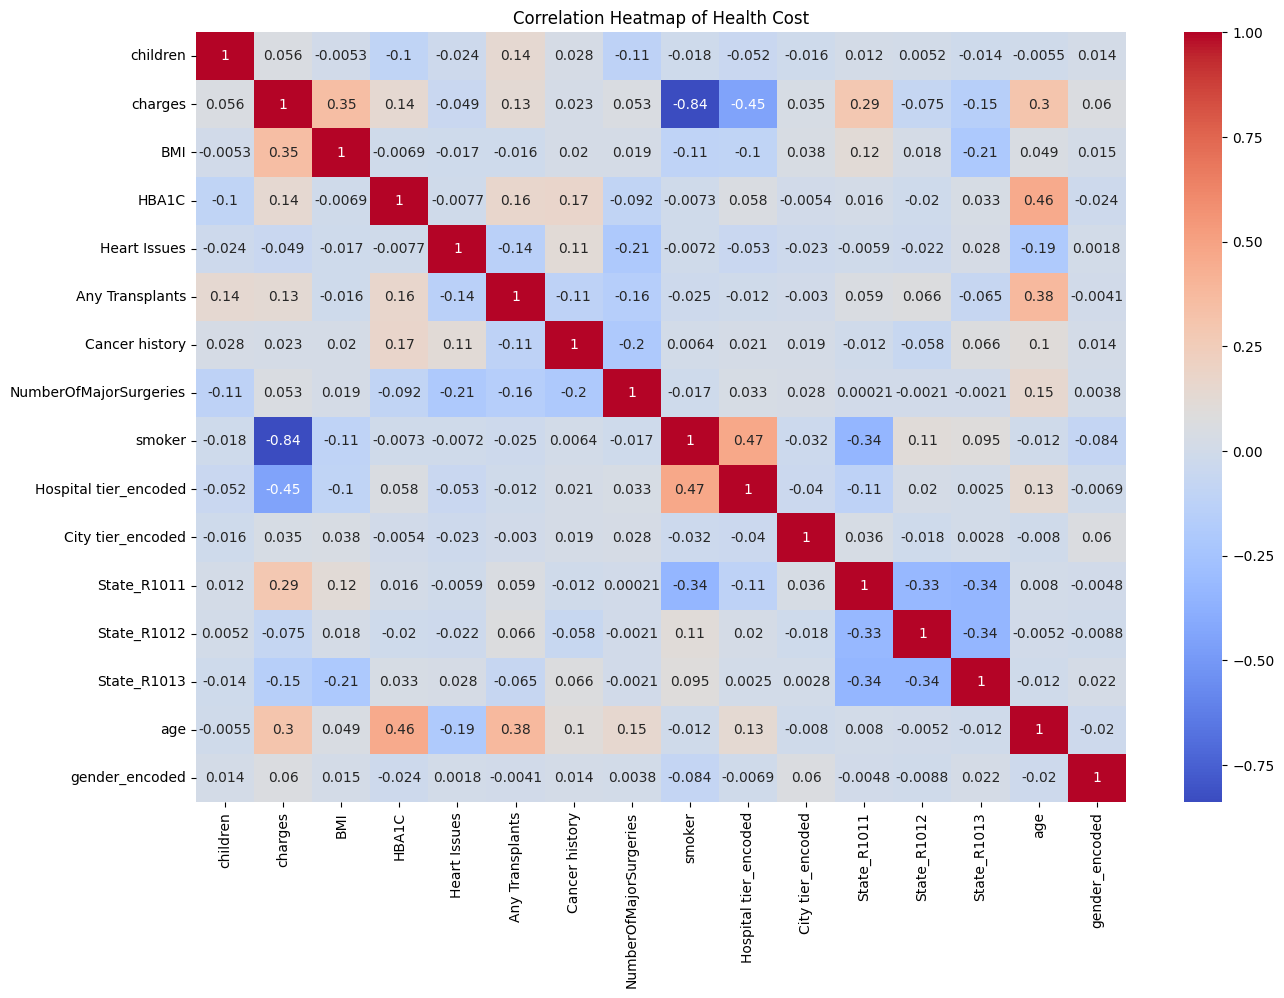 Correlation Heatmap of Health Cost
children 1 0.056 -0.0053 -0.1 -0.024 0.14 0.028 -0.11 -0.018 -0.052 -0.016 0.012 0.0052 -0.014 -0.0055 0.014
charges 0.056 1 0.35 0.14 -0.049 0.13 0.023 0.053 -0.84 -0.45 0.035 0.29 -0.075 -0.15 0.3 0.06
BMI -0.0053 0.35 1 -0.0069 -0.017 -0.016 0.02 0.019 -0.11 -0.1 0.038 0.12 0.018 -0.21 0.049 0.015
HBA1C -0.1 0.14 -0.0069 1 -0.0077 0.16 0.17 -0.092 -0.0073 0.058 -0.0054 0.016 -0.02 0.033 0.46 -0.024
Heart Issues -0.024 -0.049 -0.017 -0.0077 1 -0.14 0.11 -0.21 -0.0072 -0.053 -0.023 -0.0059 -0.022 0.028 -0.19 0.0018
Any Transplants 0.14 0.13 -0.016 0.16 -0.14 1 -0.11 -0.16 -0.025 -0.012 -0.003 0.059 0.066 -0.065 0.38 -0.0041
Cancer history 0.028 0.023 0.02 0.17 0.11 -0.11 1 -0.2 0.0064 0.021 0.019 -0.012 -0.058 0.066 0.1 0.014
NumberOfMajorSurgeries -0.11 0.053 0.019 -0.092 -0.21 -0.16 -0.2 1 -0.017 0.033 0.028 0.00021 -0.0021 -0.0021 0.15 0.0038
smoker -0.018 -0.84 -0.11 -0.0073 -0.0072 -0.025 0.0064 -0.017 1 0.47 -0.032 -0.34 0.11 0.095 -0.012 -0.084
Hospital tier_encoded -0.052 -0.45 -0.1 0.058 -0.053 -0.012 0.021 0.033 0.47 1 -0.04 -0.11 0.02 0.0025 0.13 -0.0069
City tier_encoded -0.016 0.035 0.038 -0.0054 -0.023 -0.003 0.019 0.028 -0.032 -0.04 1 0.036 -0.018 0.0028 -0.008 0.06
State_R1011 0.012 0.29 0.12 0.016 -0.0059 0.059 -0.012 0.00021 -0.34 -0.11 0.036 1 -0.33 -0.34 0.008 -0.0048
State_R1012 0.0052 -0.075 0.018 -0.02 -0.022 0.066 -0.058 -0.0021 0.11 0.02 -0.018 -0.33 1 -0.34 -0.0052 -0.0088
State_R1013 -0.014 -0.15 -0.21 0.033 0.028 -0.065 0.066 -0.0021 0.095 0.0025 0.0028 -0.34 -0.34 1 -0.012 0.022
age -0.0055 0.3 0.049 0.46 -0.19 0.38 0.1 0.15 -0.012 0.13 -0.008 0.008 -0.0052 -0.012 1 -0.02
gender_encoded 0.014 0.06 0.015 -0.024 0.0018 -0.0041 0.014 0.0038 -0.084 -0.0069 0.06 -0.0048 -0.0088 0.022 -0.02 1
children
charges
BMI
HBA1C
Heart Issues
Any Transplants
Cancer history
NumberOfMajorSurgeries
smoker
Hospital tier_encoded
City tier_encoded
State_R1011
State_R1012
State_R1013
age
gender_encoded
1.00
0.75
0.50
0.25
0.00
−0.25
−0.50
−0.75